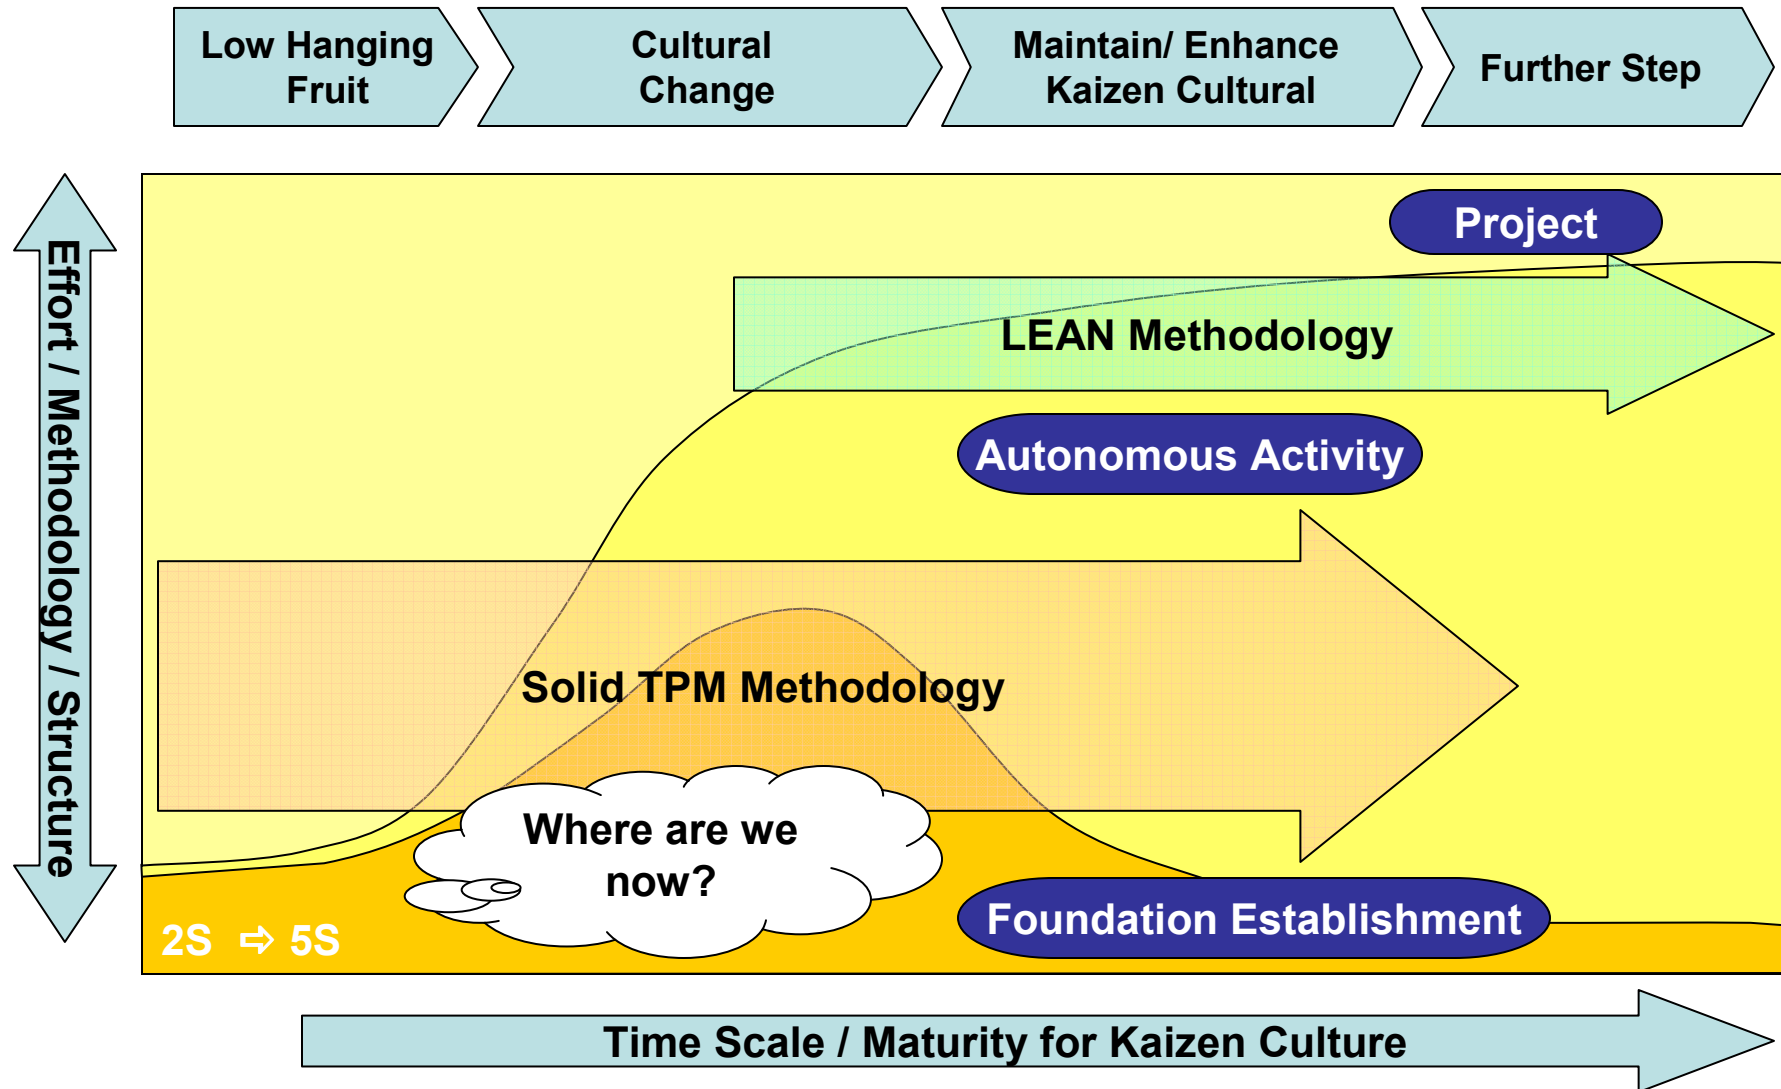 Low Hanging
Fruit
Cultural
Change
Maintain/ Enhance
Kaizen Cultural
Further Step
Effort / Methodology / Structure
Project
LEAN Methodology
Autonomous Activity
Solid TPM Methodology
Where are we
now?
Foundation Establishment
2S ⇨ 5S
Time Scale / Maturity for Kaizen Culture